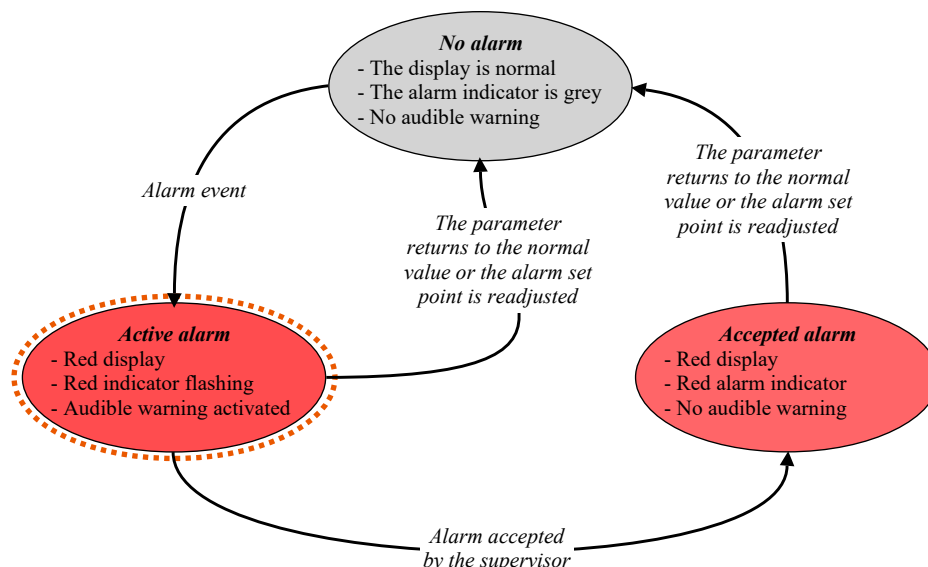 No alarm
- The display is normal
- The alarm indicator is grey
- No audible warning
Alarm event
The parameter
returns to the normal
value or the alarm set
point is readjusted
The parameter
returns to the normal
value or the alarm set
point is readjusted
Active alarm
- Red display
- Red indicator flashing
- Audible warning activated
Accepted alarm
- Red display
- Red alarm indicator
- No audible warning
Alarm accepted
by the supervisor